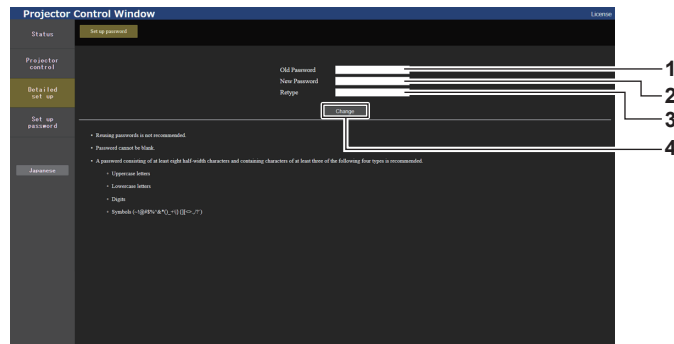 Projector Control Window
License
Status
Set up password
Projector
control
Detailed
set up
Set up
password
Japanese
Old Password
New Password
Retype
Change
1
2
3
4
• Reusing passwords is not recommended.
• Password cannot be blank.
• A password consisting of at least eight half-width characters and containing characters of at least three of the following four types is recommended.
• Uppercase letters
• Lowercase letters
• Digits
• Symbols